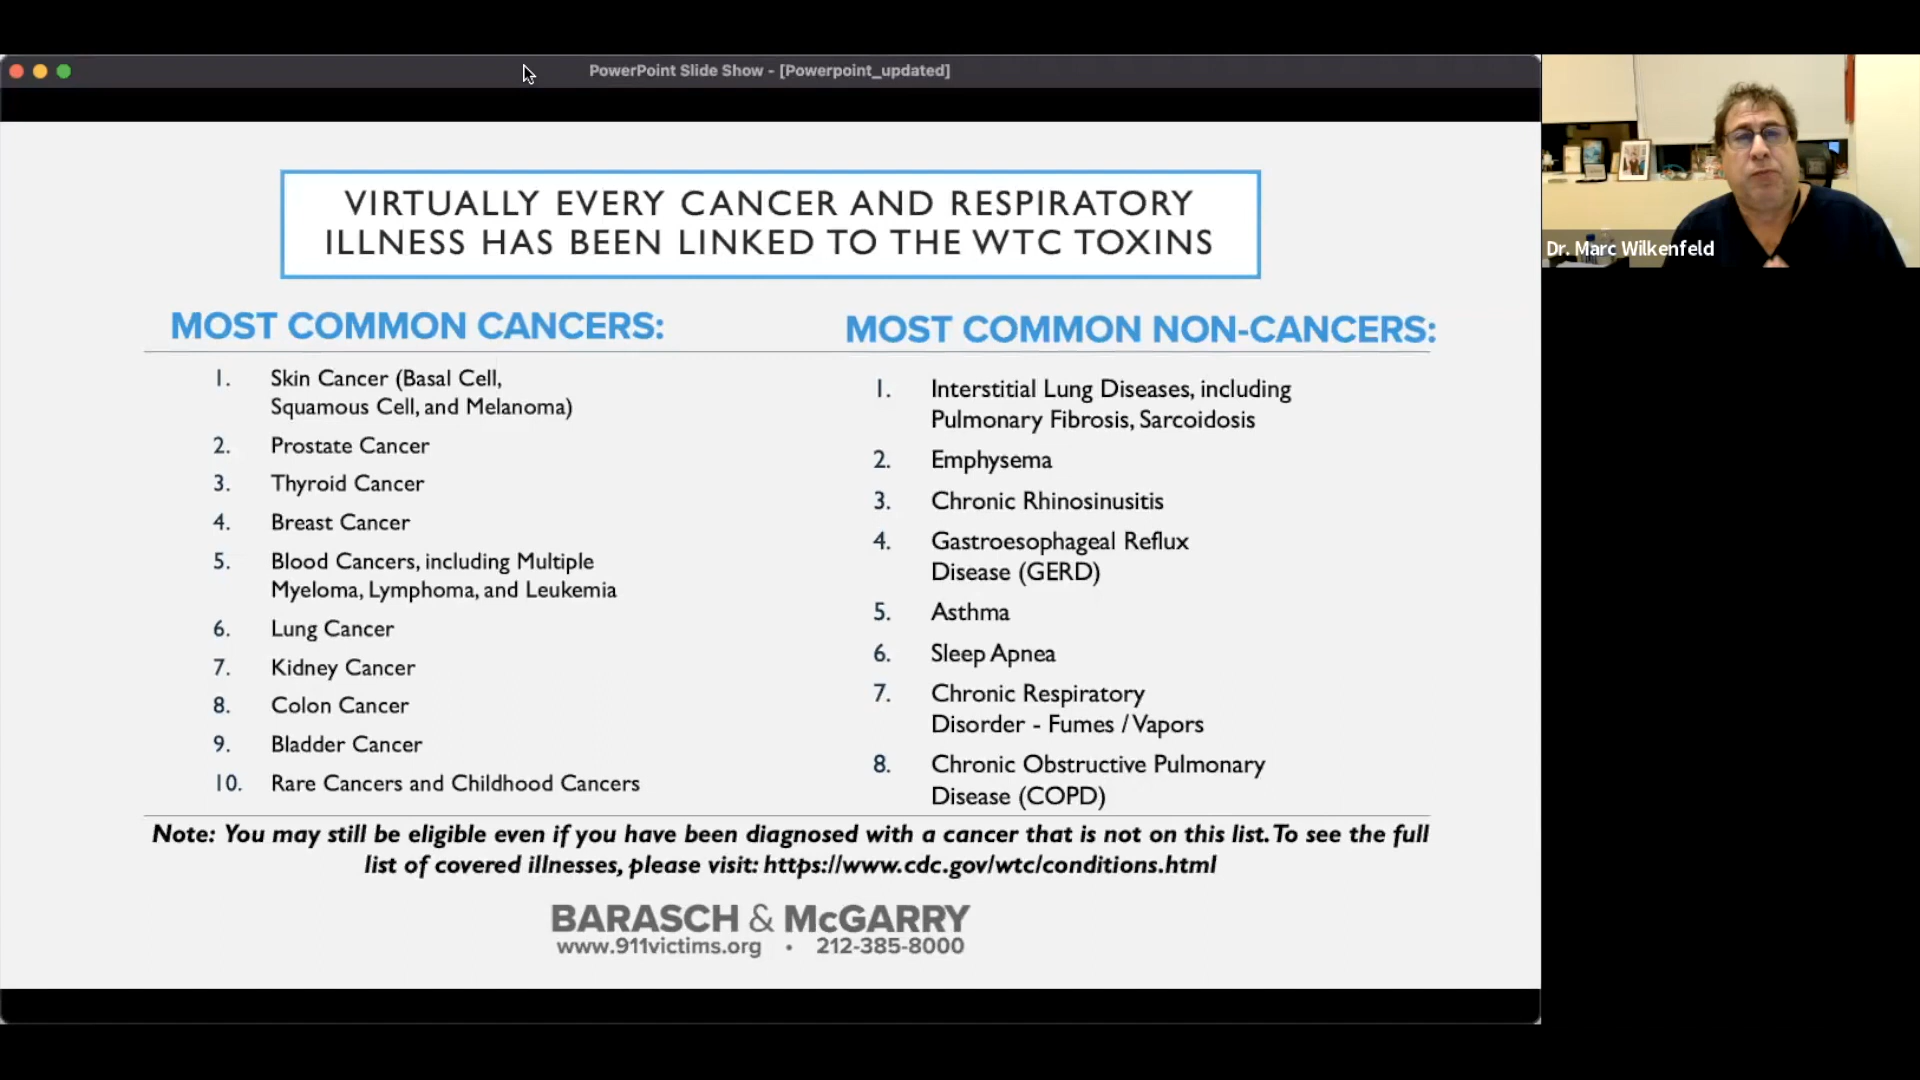 PowerPoint Slide Show - [Powerpoint_updated]
VIRTUALLY EVERY CANCER AND RESPIRATORY
ILLNESS HAS BEEN LINKED TO THE WTC TOXINS
MOST COMMON CANCERS:
1. Skin Cancer (Basal Cell,
Squamous Cell, and Melanoma)
2. Prostate Cancer
3. Thyroid Cancer
4. Breast Cancer
5. Blood Cancers, including Multiple
Myeloma, Lymphoma, and Leukemia
6. Lung Cancer
7. Kidney Cancer
8. Colon Cancer
9. Bladder Cancer
10. Rare Cancers and Childhood Cancers
MOST COMMON NON-CANCERS:
1. Interstitial Lung Diseases, including
Pulmonary Fibrosis, Sarcoidosis
2. Emphysema
3. Chronic Rhinosinusitis
4. Gastroesophageal Reflux
Disease (GERD)
5. Asthma
6. Sleep Apnea
7. Chronic Respiratory
Disorder - Fumes / Vapors
8. Chronic Obstructive Pulmonary
Disease (COPD)
Note: You may still be eligible even if you have been diagnosed with a cancer that is not on this list. To see the full
list of covered illnesses, please visit: https://www.cdc.gov/wtc/conditions.html
BARASCH & McGARRY
www.911victims.org • 212-385-8000
Dr. Marc Wilkenfeld